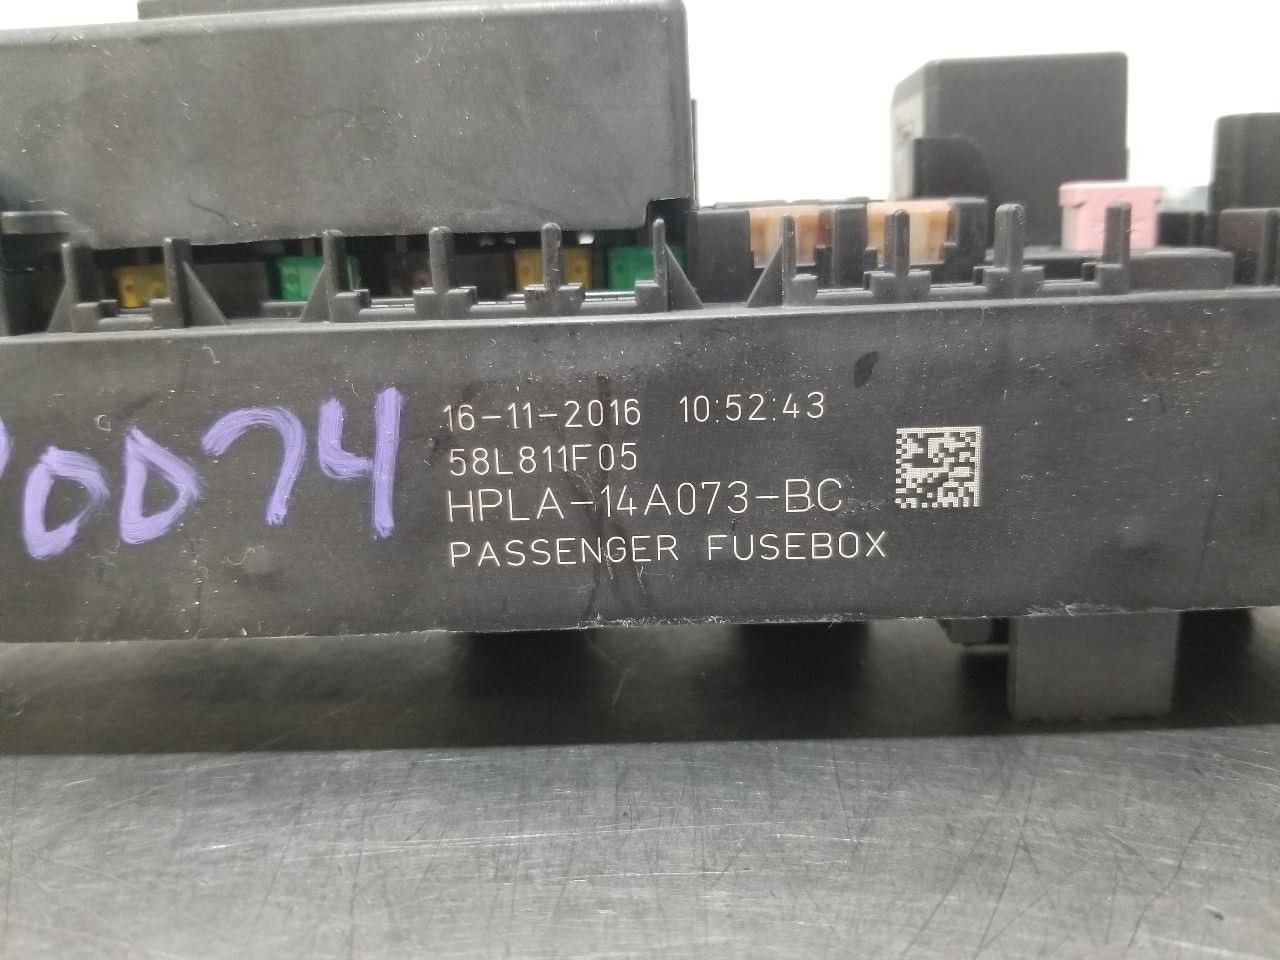 16-11-2016 10:52:43
58L811F05
HPLA-14A073-BC
PASSENGER FUSEBOX
0074